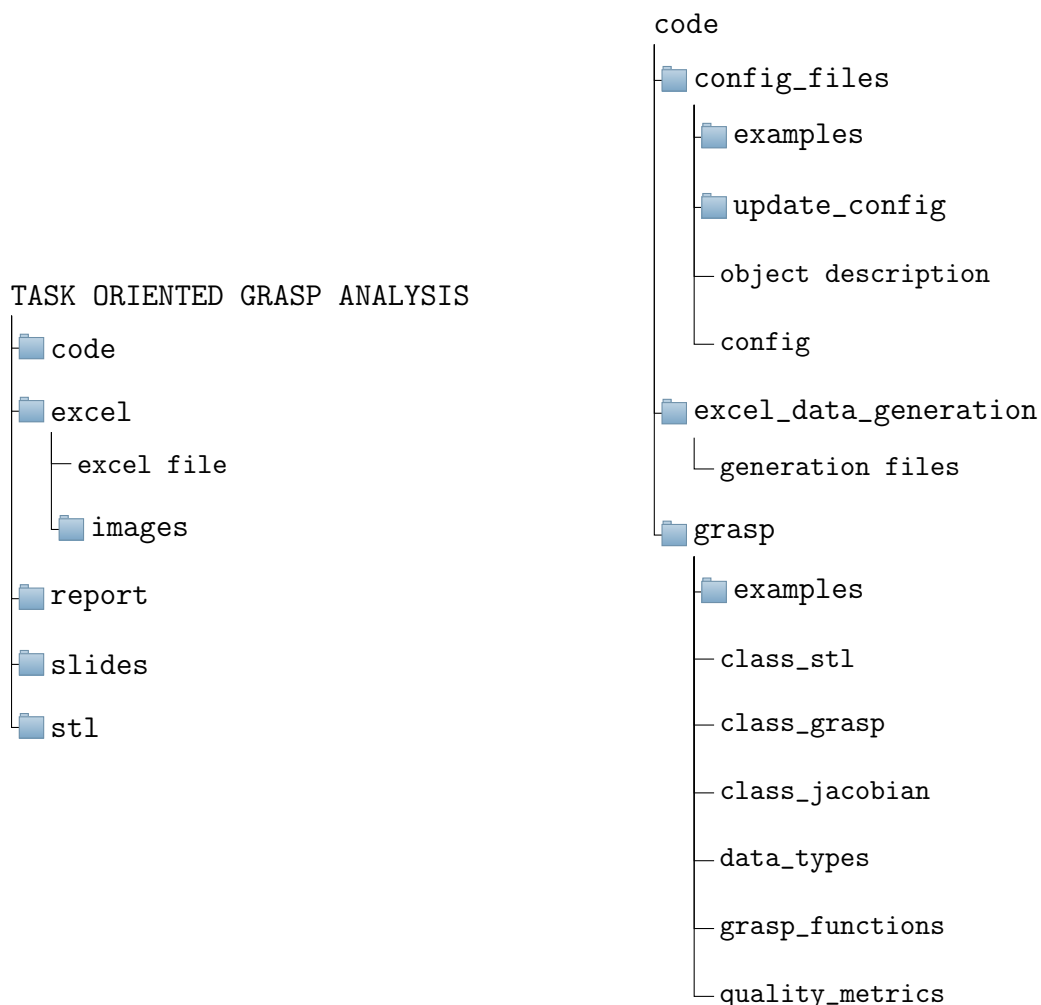 TASK ORIENTED GRASP ANALYSIS
code
excel
excel file
images
report
slides
stl
code
config_files
examples
update_config
object description
config
excel_data_generation
generation files
grasp
examples
class_stl
class_grasp
class_jacobian
data_types
grasp_functions
quality_metrics